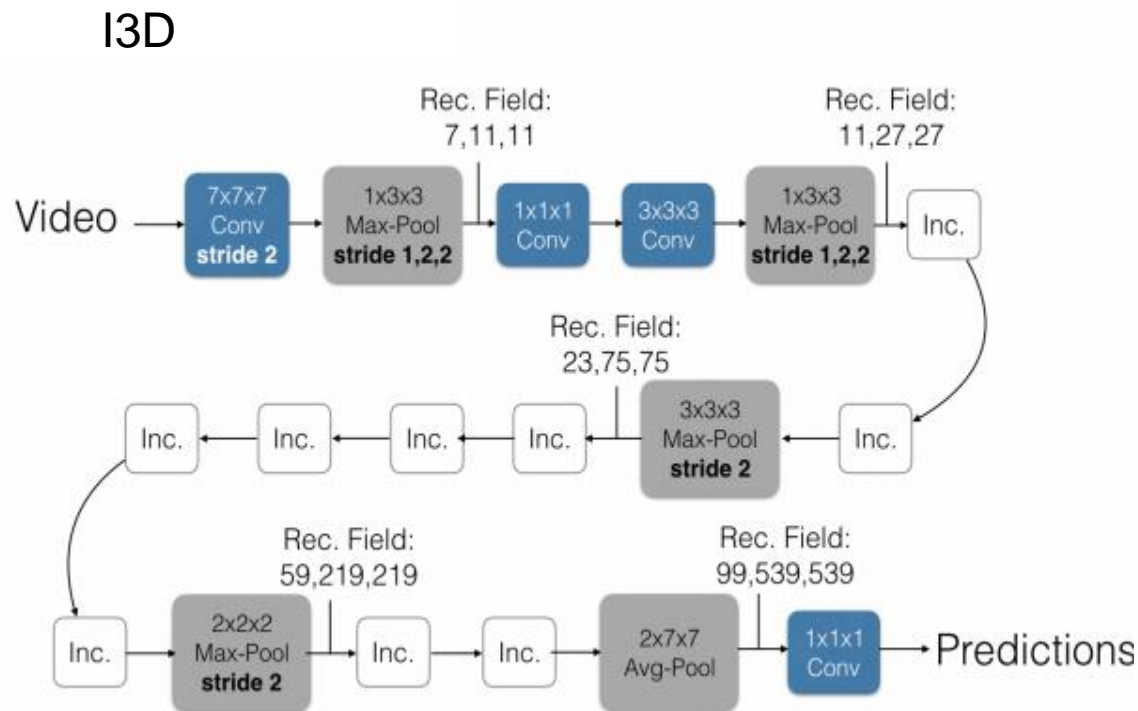 I3D
Rec. Field:
7,11,11
Rec. Field:
11,27,27
Video
7x7x7
Conv
stride 2
1x3x3
Max-Pool
stride 1,2,2
1x1x1
Conv
3x3x3
Conv
1x3x3
Max-Pool
stride 1,2,2
Inc.
Rec. Field:
23,75,75
Inc.
3x3x3
Max-Pool
stride 2
Inc.
Inc.
Inc.
Inc.
Rec. Field:
59,219,219
Rec. Field:
99,539,539
Inc.
2x2x2
Max-Pool
stride 2
Inc.
Inc.
2x7x7
Avg-Pool
1x1x1
Conv
Predictions